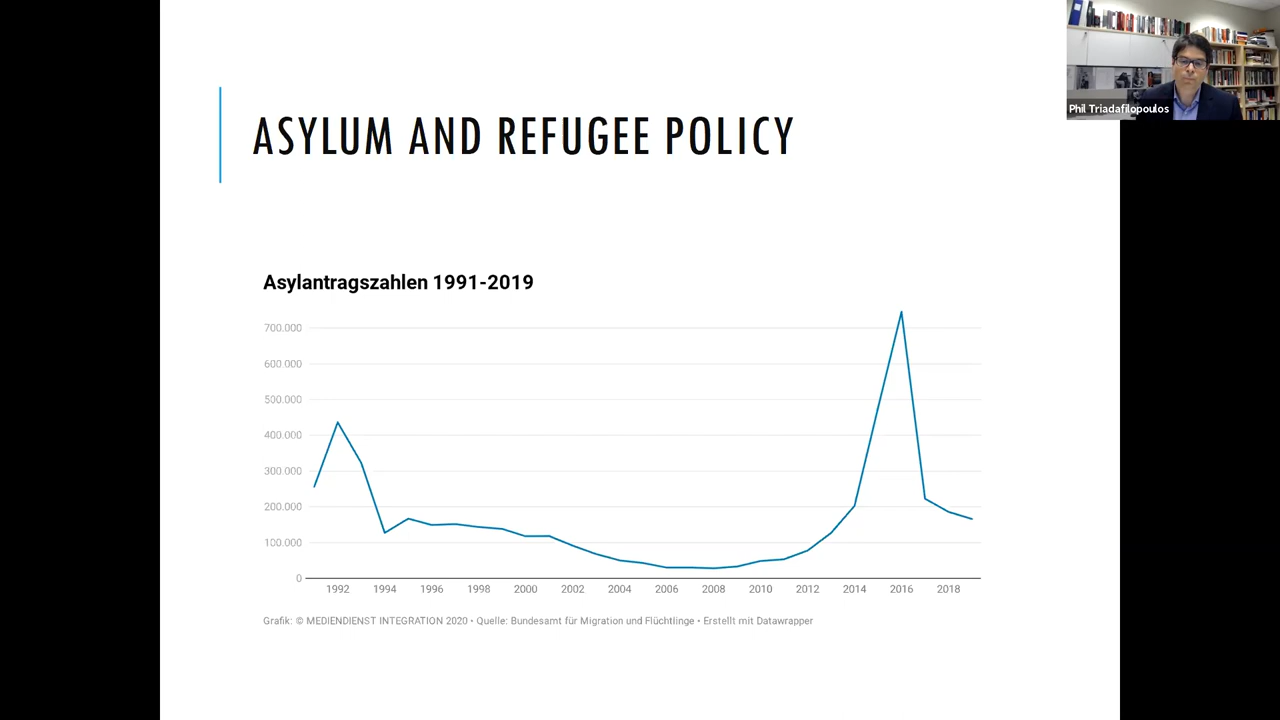 Phil Triadafilopoulos
ASYLUM AND REFUGEE POLICY
Asylantragszahlen 1991-2019
700.000
600.000
500.000
400.000
300.000
200.000
100.000
0
1992 1994 1996 1998 2000 2002 2004 2006 2008 2010 2012 2014 2016 2018
Grafik: © MEDIENDIENST INTEGRATION 2020 • Quelle: Bundesamt für Migration und Flüchtlinge • Erstellt mit Datawrapper